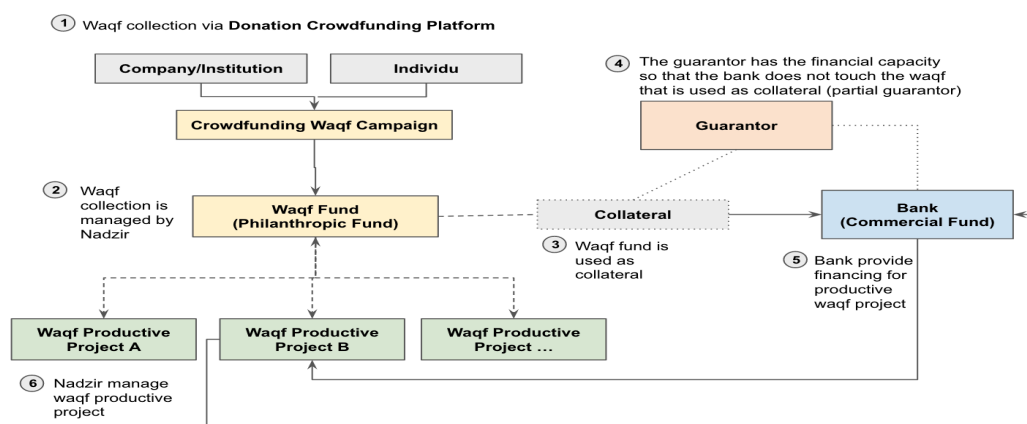 1 Waqf collection via Donation Crowdfunding Platform
Company/Institution
Individu
Crowdfunding Waqf Campaign
4 The guarantor has the financial capacity
so that the bank does not touch the waqf
that is used as collateral (partial guarantor)
Guarantor
2 Waqf
collection is
managed by
Nadzir
Waqf Fund
(Philanthropic Fund)
Collateral
Bank
(Commercial Fund)
3 Waqf fund is
used as
collateral
5 Bank provide
financing for
productive
waqf project
Waqf Productive
Project A
Waqf Productive
Project B
Waqf Productive
Project ...
6 Nadzir manage
waqf productive
project